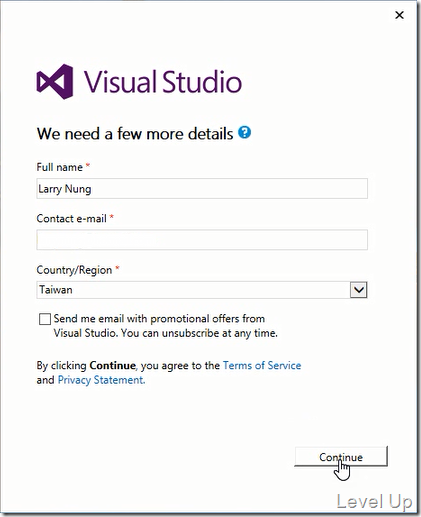 Visual Studio
We need a few more details
Full name *
Larry Nung
Contact e-mail *
Country/Region *
Taiwan
Send me email with promotional offers from
Visual Studio. You can unsubscribe at any time.
By clicking Continue, you agree to the Terms of Service
and Privacy Statement.
Continue
Level Up